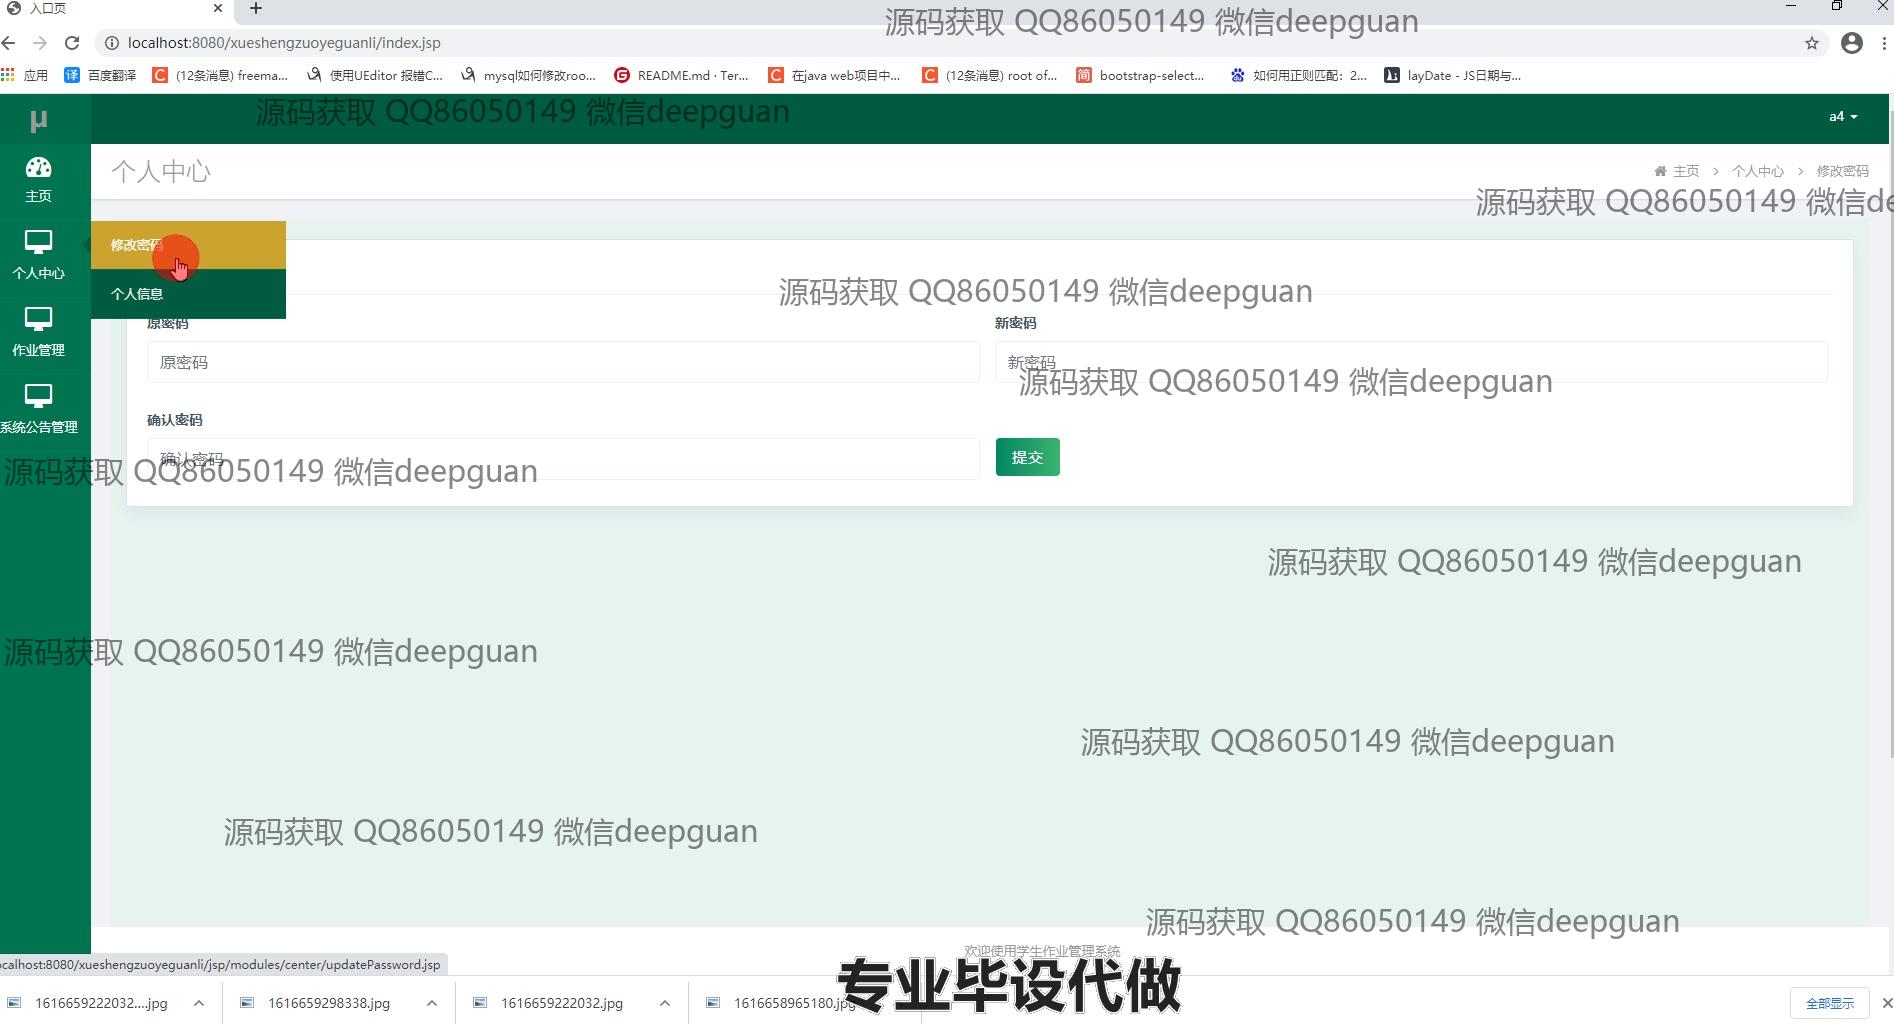 入口页
源码获取 QQ86050149 微信deepguan
localhost:8080/xueshengzuoyeguanli/index.jsp
应用 百度翻译 (12条消息) freema... 使用UEditor 报错C... mysql如何修改roo... README.md · Ter... 在java web项目中... (12条消息) root of... bootstrap-select... 如何用正则匹配：2... layDate - JS日期与...
源码获取 QQ86050149 微信deepguan
μ
a4
个人中心
主页 > 个人中心 > 修改密码
主页
源码获取 QQ86050149 微信de
修改密码
个人中心
个人信息
源码获取 QQ86050149 微信deepguan
原密码 新密码
作业管理
原密码 新密码
源码获取 QQ86050149 微信deepguan
确认密码
系统公告管理
确认密码 提交
源码获取 QQ86050149 微信deepguan
源码获取 QQ86050149 微信deepguan
源码获取 QQ86050149 微信deepguan
源码获取 QQ86050149 微信deepguan
源码获取 QQ86050149 微信deepguan
源码获取 QQ86050149 微信deepguan
欢迎使用学生作业管理系统
ocalhost:8080/xueshengzuoyeguanli/jsp/modules/center/updatePassword.jsp
专业毕设代做
1616659222032....jpg 1616659298338.jpg 1616659222032.jpg 1616658965180.jpg 全部显示